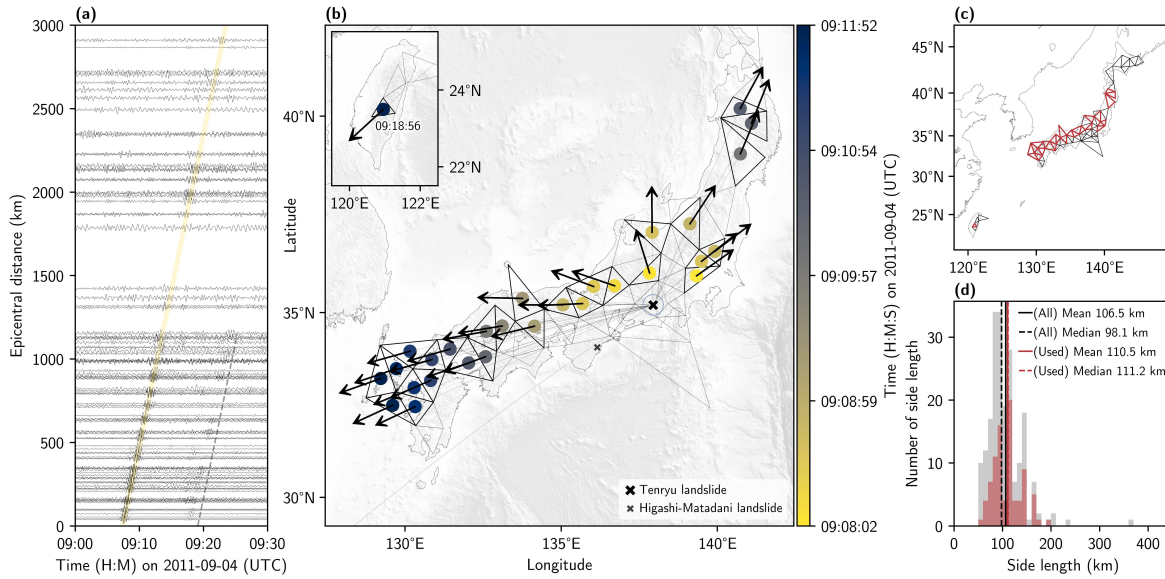 (a)
3000
2500
2000
1500
1000
500
0
Epicentral distance (km)
09:00
09:10
09:20
09:30
Time (H:M) on 2011-09-04 (UTC)
(b)
24°N
22°N
120°E
122°E
09:18:56
40°N
35°N
30°N
Latitude
130°E
135°E
140°E
Longitude
Tenryu landslide
Higashi-Matadani landslide
09:11:52
09:10:54
09:09:57
09:08:59
09:08:02
Time (H:M:S) on 2011-09-04 (UTC)
(c)
45°N
40°N
35°N
30°N
25°N
120°E
130°E
140°E
(d)
30
20
10
0
Number of side length
(All) Mean 106.5 km
(All) Median 98.1 km
(Used) Mean 110.5 km
(Used) Median 111.2 km
0
100
200
300
400
Side length (km)